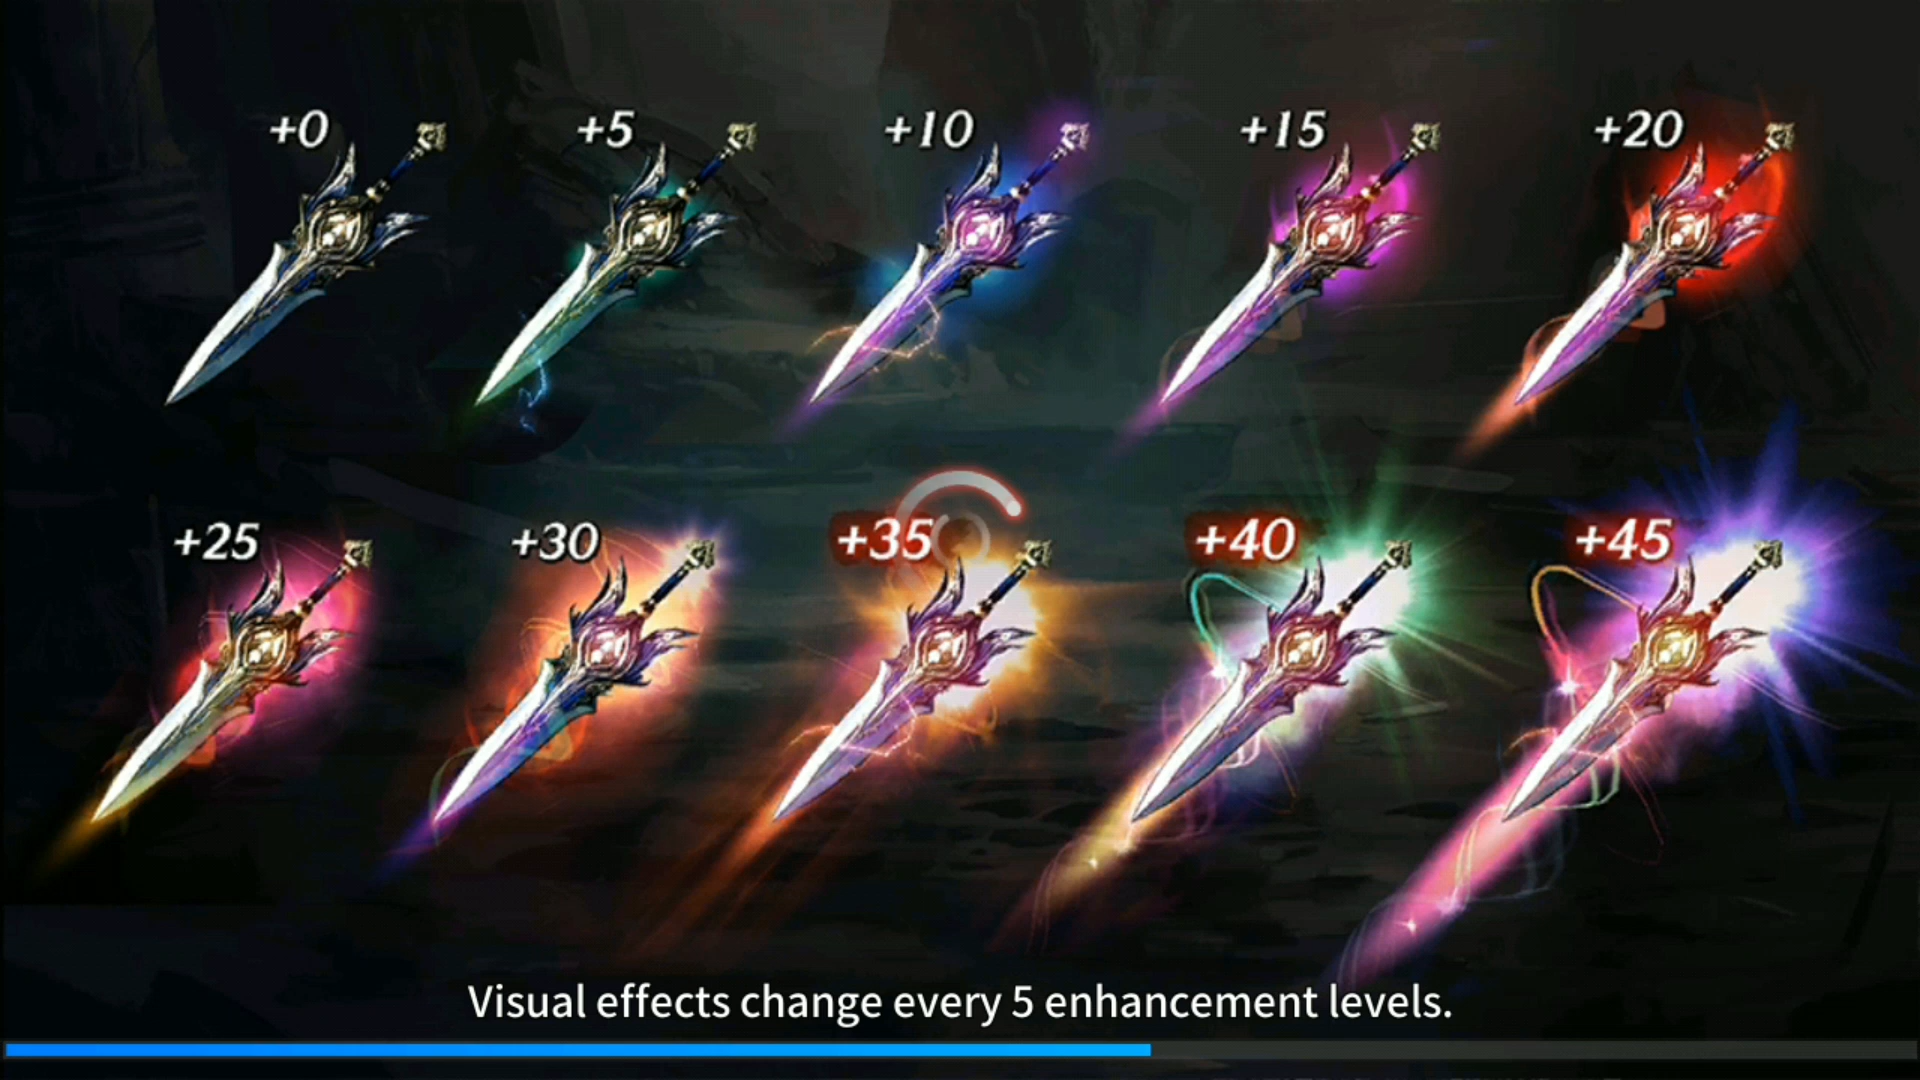 +0 +5 +10 +15 +20
+25 +30 +35 +40 +45
Visual effects change every 5 enhancement levels.